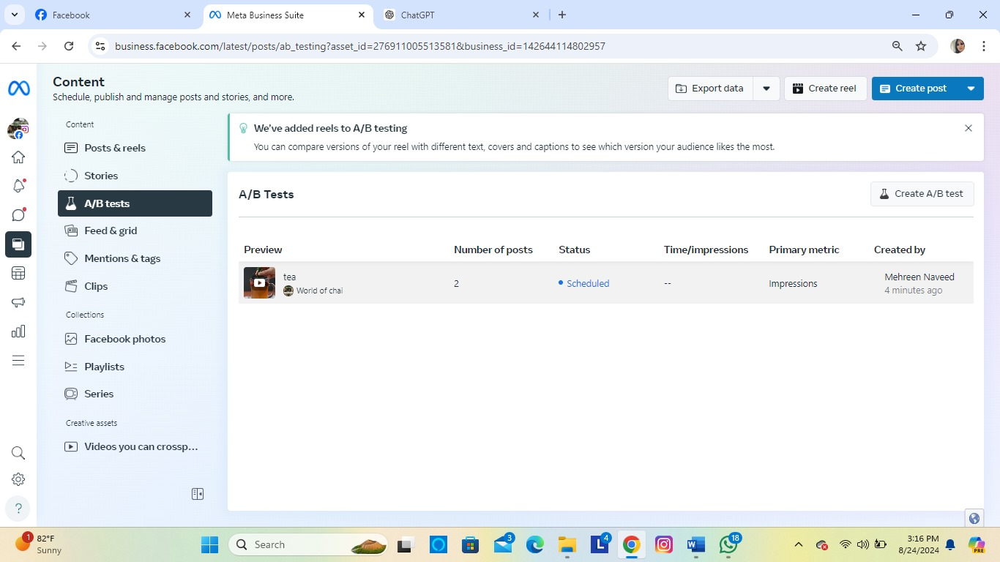 Facebook
Meta Business Suite
ChatGPT
business.facebook.com/latest/posts/ab_testing?asset_id=276911005513581&business_id=142644114802957
Content
Schedule, publish and manage posts and stories, and more.
Export data
Create reel
Create post
Content
Posts & reels
Stories
A/B tests
Feed & grid
Mentions & tags
Clips
Collections
Facebook photos
Playlists
Series
Creative assets
Videos you can crossp...
?
We've added reels to A/B testing
You can compare versions of your reel with different text, covers and captions to see which version your audience likes the most.
A/B Tests
Create A/B test
Preview Number of posts Status Time/impressions Primary metric Created by
tea
World of chai
2
Scheduled
--
Impressions
Mehreen Naveed
4 minutes ago
1
82°F
Sunny
Search
3
L
4
W
18
3:16 PM
8/24/2024
PRE